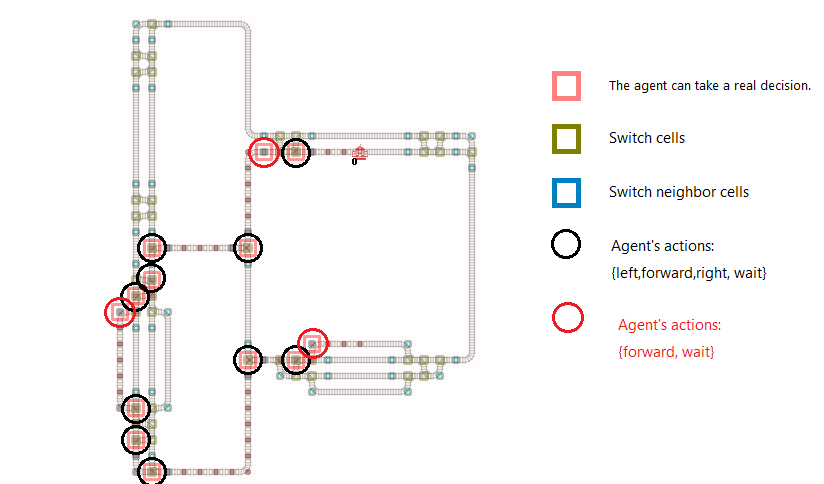 The agent can take a real decision.
Switch cells
0
Switch neighbor cells
Agent's actions:
{left,forward,right, wait}
Agent's actions:
{forward, wait}